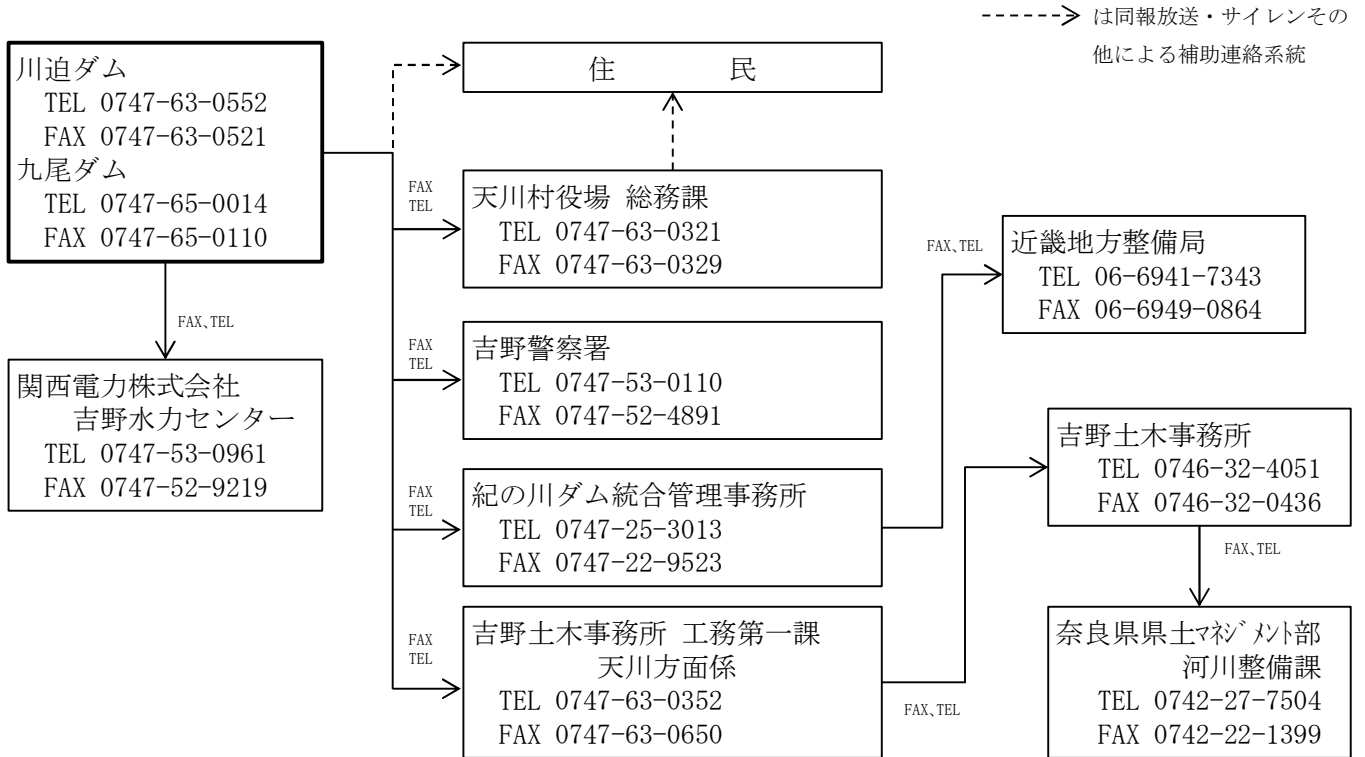 は同報放送・サイレンその
他による補助連絡系統
川迫ダム
TEL 0747-63-0552
FAX 0747-63-0521
九尾ダム
TEL 0747-65-0014
FAX 0747-65-0110
FAX、TEL
関西電力株式会社
吉野水力センター
TEL 0747-53-0961
FAX 0747-52-9219
住 民
FAX
TEL
天川村役場 総務課
TEL 0747-63-0321
FAX 0747-63-0329
FAX
TEL
吉野警察署
TEL 0747-53-0110
FAX 0747-52-4891
FAX
TEL
紀の川ダム統合管理事務所
TEL 0747-25-3013
FAX 0747-22-9523
FAX
TEL
吉野土木事務所 工務第一課
天川方面係
TEL 0747-63-0352
FAX 0747-63-0650
FAX、TEL
近畿地方整備局
TEL 06-6941-7343
FAX 06-6949-0864
FAX、TEL
吉野土木事務所
TEL 0746-32-4051
FAX 0746-32-0436
FAX、TEL
奈良県県土ﾏﾈｼﾞﾒﾝﾄ部
河川整備課
TEL 0742-27-7504
FAX 0742-22-1399